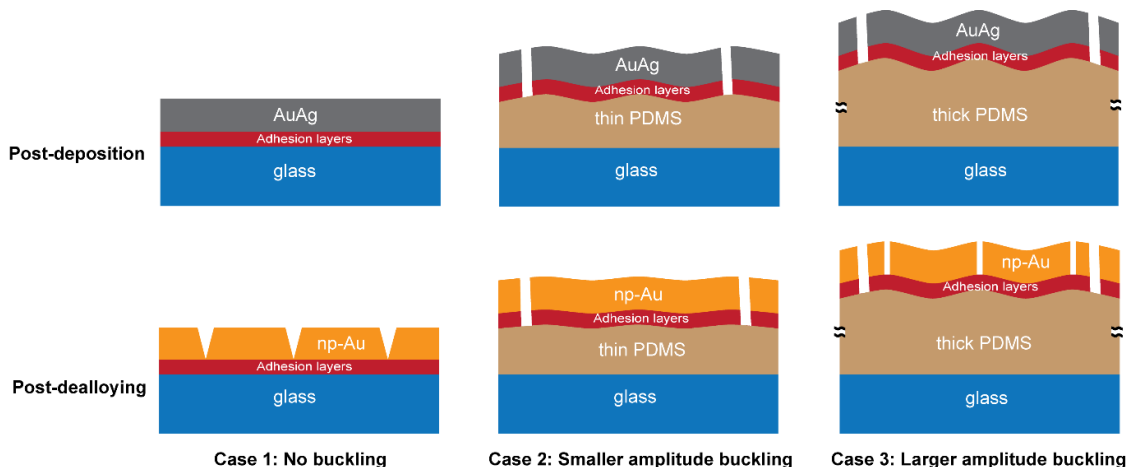 AuAg
Adhesion layers
glass
AuAg
Adhesion layers
thin PDMS
glass
AuAg
Adhesion layers
thick PDMS
glass
Post-deposition
np-Au
Adhesion layers
glass
np-Au
Adhesion layers
thin PDMS
glass
np-Au
Adhesion layers
thick PDMS
glass
Post-dealloying
Case 1: No buckling
Case 2: Smaller amplitude buckling
Case 3: Larger amplitude buckling